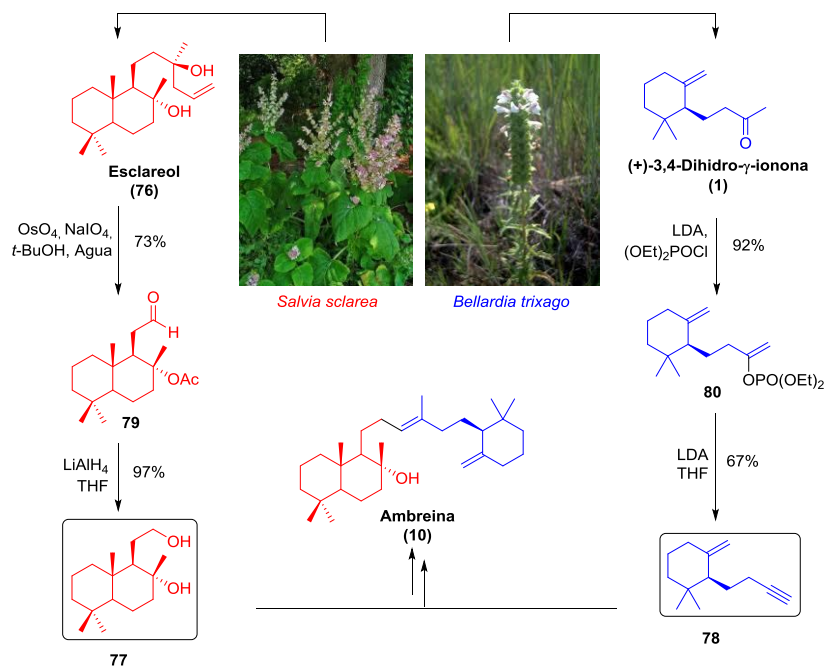 OH
OH
Esclareol
(76)
OsO4, NaIO4,
t-BuOH, Agua
73%
O
H
OAc
79
LiAlH4
THF
97%
OH
OH
77
Salvia sclarea
Bellardia trixago
OH
Ambreina
(10)
O
(+)-3,4-Dihidro-γ-ionona
(1)
LDA,
(OEt)2POCl
92%
OPO(OEt)2
80
LDA
THF
67%
78